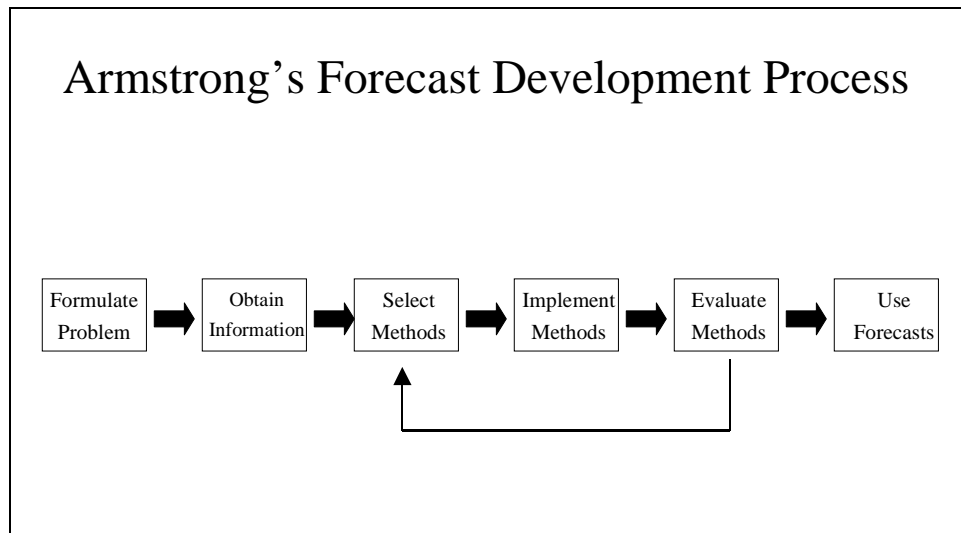 Armstrong’s Forecast Development Process
Formulate
Problem
Obtain
Information
Select
Methods
Implement
Methods
Evaluate
Methods
Use
Forecasts